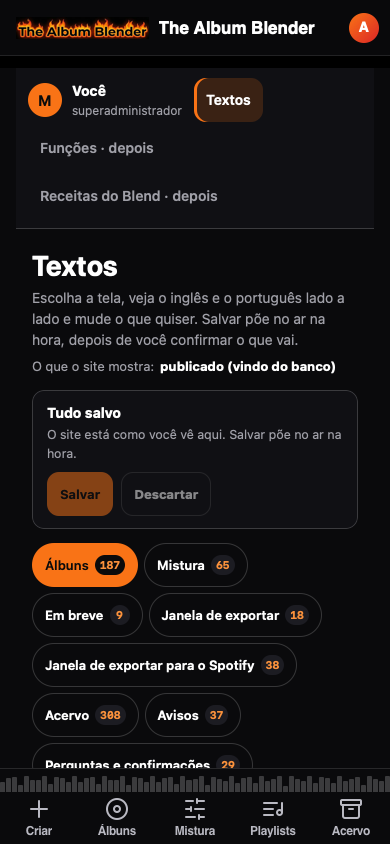 The Album Blender The Album Blender A
M Você
superadministrador
Textos
Funções · depois
Receitas do Blend · depois
Textos
Escolha a tela, veja o inglês e o português lado a
lado e mude o que quiser. Salvar põe no ar na
hora, depois de você confirmar o que vai.
O que o site mostra: publicado (vindo do banco)
Tudo salvo
O site está como você vê aqui. Salvar põe no ar na
hora.
Salvar Descartar
Álbuns 187 Mistura 65
Em breve 9 Janela de exportar 18
Janela de exportar para o Spotify 38
Acervo 308 Avisos 37
Perguntas e confirmações 29
Criar Álbuns Mistura Playlists Acervo